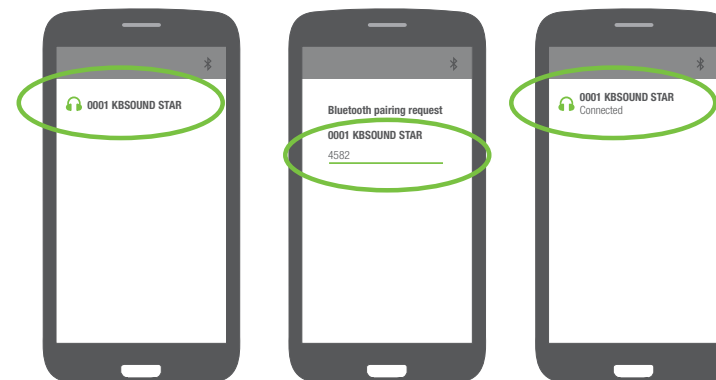 0001 KBSOUND STAR
Bluetooth pairing request
0001 KBSOUND STAR
4582
0001 KBSOUND STAR
Connected